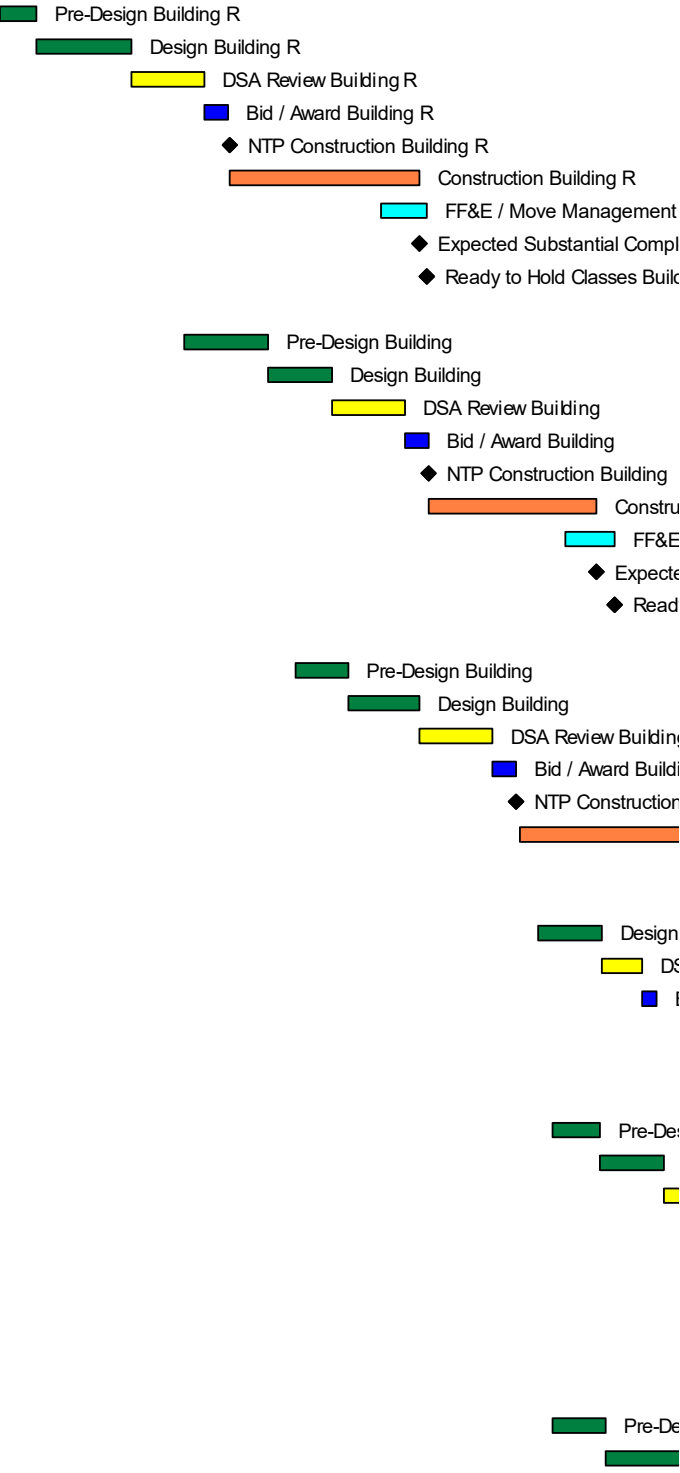 Pre-Design Building R
Design Building R
DSA Review Building R
Bid / Award Building R
NTP Construction Building R
Construction Building R
FF&E / Move Management
Expected Substantial Compl
Ready to Hold Classes Build
Pre-Design Building
Design Building
DSA Review Building
Bid / Award Building
NTP Construction Building
Constru
FF&E
Expecte
Ready
Pre-Design Building
Design Building
DSA Review Building
Bid / Award Buildi
NTP Construction
Design
DS
Pre-Des
Pre-De